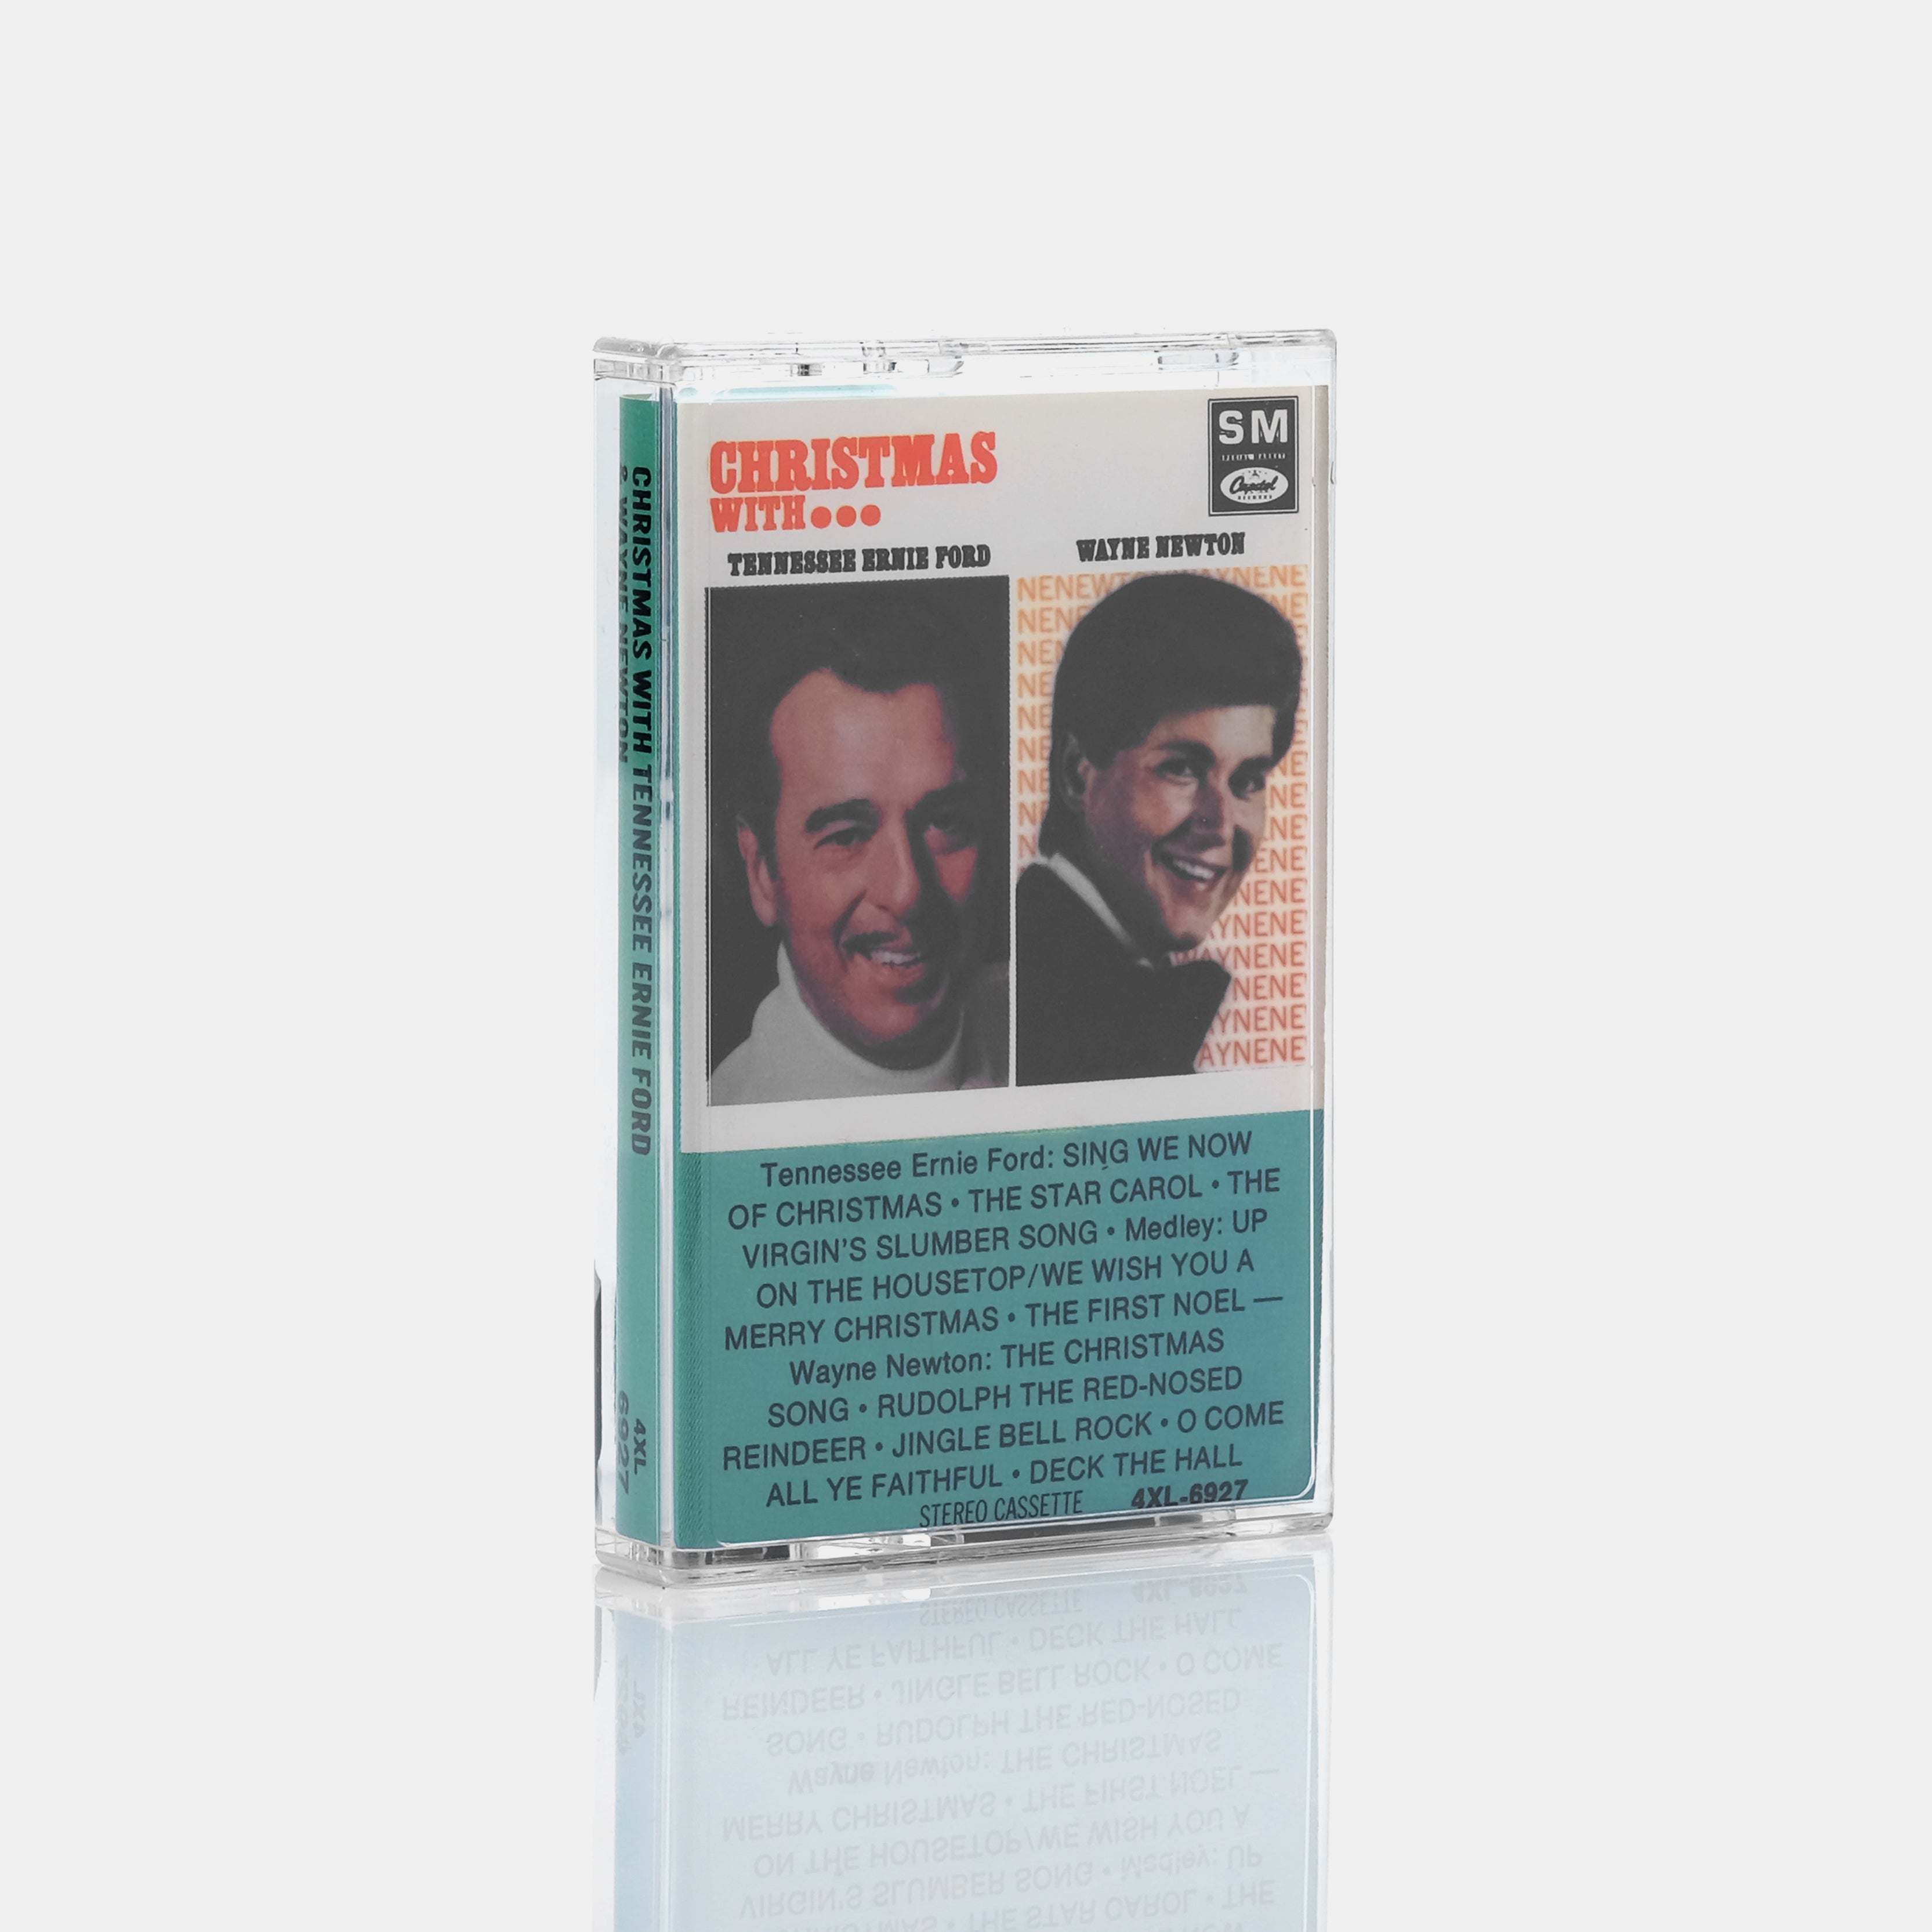 CHRISTMAS
WITH...
SM
SPECIAL MARKET
Capitol
RECORDS
TENNESSEE ERNIE FORD
WAYNE NEWTON
Tennessee Ernie Ford: SING WE NOW
OF CHRISTMAS • THE STAR CAROL • THE
VIRGIN'S SLUMBER SONG • Medley: UP
ON THE HOUSETOP/WE WISH YOU A
MERRY CHRISTMAS • THE FIRST NOEL —
Wayne Newton: THE CHRISTMAS
SONG • RUDOLPH THE RED-NOSED
REINDEER • JINGLE BELL ROCK • O COME
ALL YE FAITHFUL • DECK THE HALL
STEREO CASSETTE 4XL-6927
CHRISTMAS WITH TENNESSEE ERNIE FORD
& WAYNE NEWTON
4XL
6927